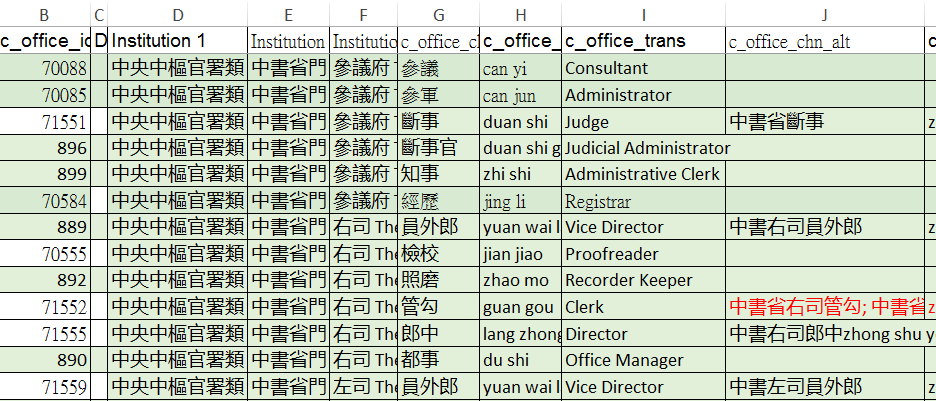 B C D E F G H I J
c_office_id D Institution 1 Institution Institutio c_office_ch c_office_ c_office_trans c_office_chn_alt c
70088 中央中樞官署類 中書省門 參議府 參議 can yi Consultant
70085 中央中樞官署類 中書省門 參議府 參軍 can jun Administrator
71551 中央中樞官署類 中書省門 參議府 斷事 duan shi Judge 中書省斷事 z
896 中央中樞官署類 中書省門 參議府 斷事官 duan shi g Judicial Administrator
899 中央中樞官署類 中書省門 參議府 知事 zhi shi Administrative Clerk
70584 中央中樞官署類 中書省門 參議府 經歷 jing li Registrar
889 中央中樞官署類 中書省門 右司 The 員外郎 yuan wai l Vice Director 中書右司員外郎 z
70555 中央中樞官署類 中書省門 右司 The 檢校 jian jiao Proofreader
892 中央中樞官署類 中書省門 右司 The 照磨 zhao mo Recorder Keeper
71552 中央中樞官署類 中書省門 右司 The 管勾 guan gou Clerk 中書省右司管勾; 中書省 z
71555 中央中樞官署類 中書省門 右司 The 郎中 lang zhong Director 中書右司郎中zhong shu y
890 中央中樞官署類 中書省門 右司 The 都事 du shi Office Manager
71559 中央中樞官署類 中書省門 左司 The 員外郎 yuan wai l Vice Director 中書左司員外郎 z